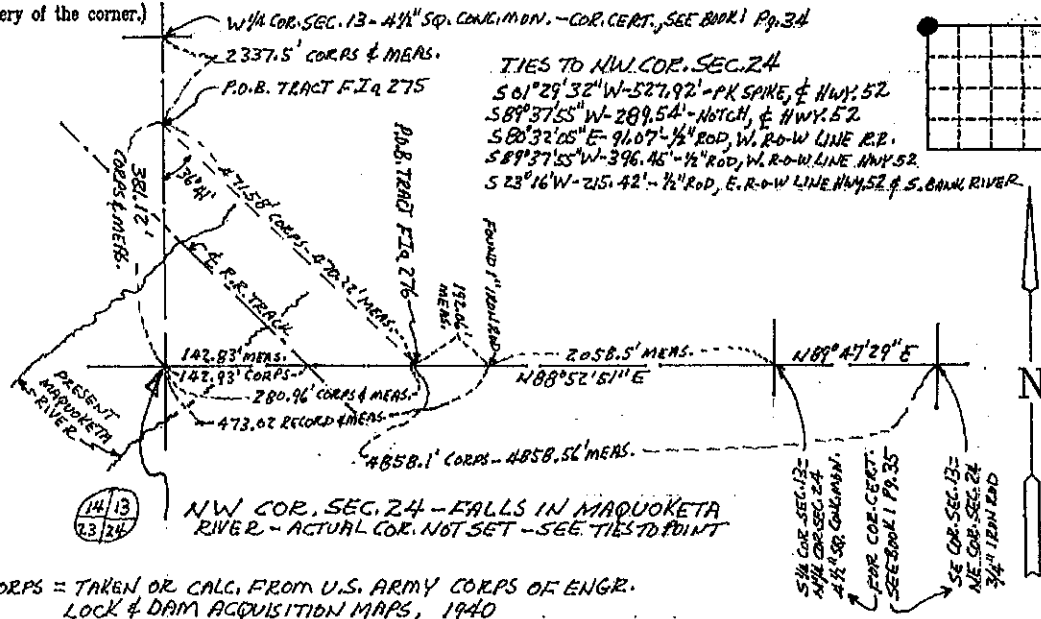 ery of the corner.)
W1/4 COR. SEC. 13 - 4½" SQ. CONC. MON. - COR. CERT., SEE BOOK 1 Pg. 34
2337.5' CORPS & MEAS.
P.O.B. TRACT F.Ia 275
TIES TO NW. COR. SEC. 24
S 01°29'32" W - 527.92' - PK SPIKE, ℄ HWY. 52
S 89°37'55" W - 289.54' - NOTCH, ℄ HWY. 52
S 80°32'05" E - 91.07' - ½" ROD, W. R-O-W LINE R.R.
S 89°37'55" W - 396.45' - ½" ROD, W. R-O-W LINE HWY 52
S 23°16' W - 215.42' - ½" ROD, E. R-O-W LINE HWY. 52 & S. BANK RIVER
36°41'
381.12'
CORPS & MEAS.
471.58' CORPS - 470.22' MEAS.
℄ R.R. TRACK
P.O.B. TRACT FIa 276
192.06'
MEAS.
FOUND 1" IRON ROD
142.83' MEAS.
142.93' CORPS
280.96' CORPS & MEAS.
473.02 RECORD & MEAS.
2058.5' MEAS.
N88°52'51" E
N89°47'29" E
4858.1' CORPS - 4858.56' MEAS.
PRESENT
MAQUOKETA
RIVER
N
14 13
23 24
NW COR. SEC. 24 - FALLS IN MAQUOKETA
RIVER - ACTUAL COR. NOT SET - SEE TIES TO POINT
S¼ COR. SEC. 13 =
N¼ COR. SEC. 24
4½" SQ. CONC. MON.
FOR COR. CERT.
SEE BOOK 1 Pg. 35
SE COR. SEC. 13 =
NE COR. SEC. 24
3/4" IRON ROD
ORPS = TAKEN OR CALC. FROM U.S. ARMY CORPS OF ENGR.
LOCK & DAM ACQUISITION MAPS, 1940